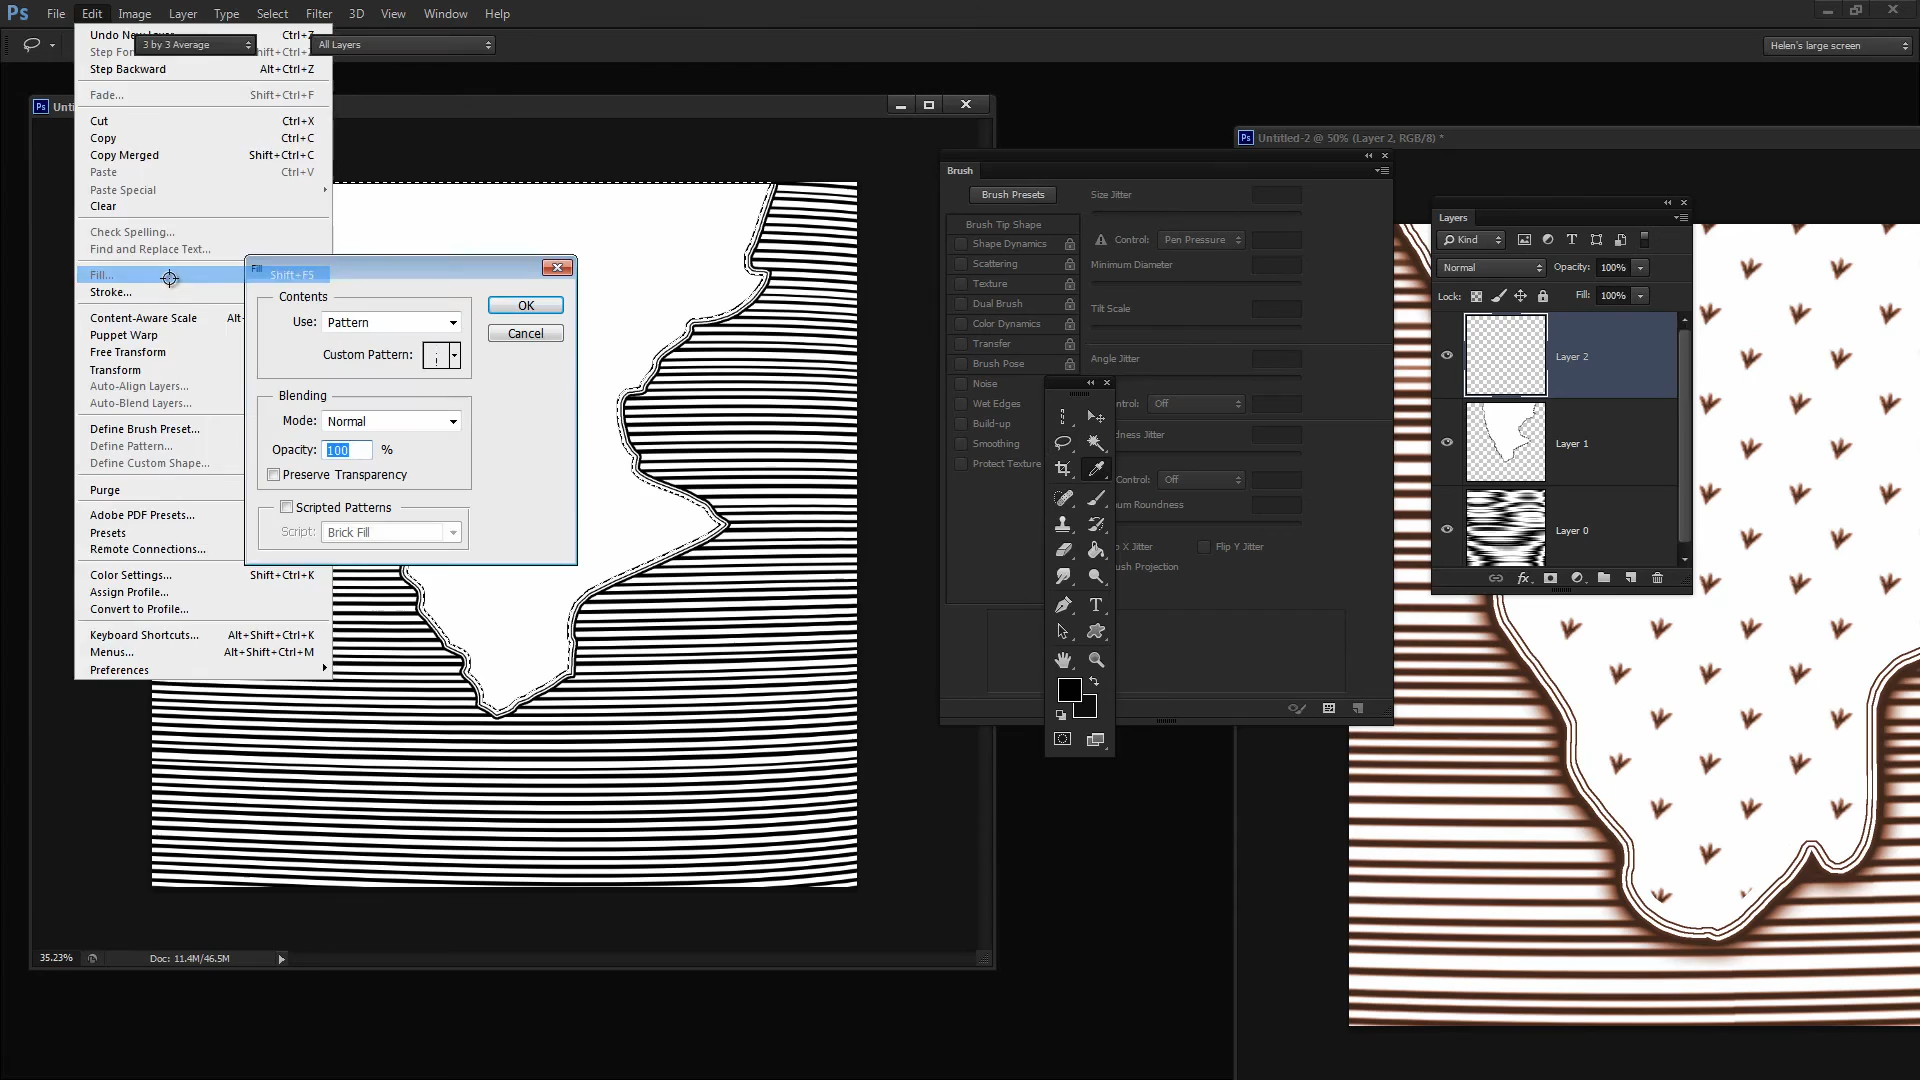 Ps File Edit Image Layer Type Select Filter 3D View Window Help
3 by 3 Average All Layers Helen's large screen
Undo New Layer Ctrl+Z
Step Backward Alt+Ctrl+Z
Fade... Shift+Ctrl+F
Cut Ctrl+X
Copy Ctrl+C
Copy Merged Shift+Ctrl+C
Paste Ctrl+V
Paste Special
Clear
Check Spelling...
Find and Replace Text...
Fill... Shift+F5
Stroke...
Content-Aware Scale Alt+
Puppet Warp
Free Transform
Transform
Auto-Align Layers...
Auto-Blend Layers...
Define Brush Preset...
Define Pattern...
Define Custom Shape...
Purge
Adobe PDF Presets...
Presets
Remote Connections...
Color Settings... Shift+Ctrl+K
Assign Profile...
Convert to Profile...
Keyboard Shortcuts... Alt+Shift+Ctrl+K
Menus... Alt+Shift+Ctrl+M
Preferences
Fill
Contents
Use: Pattern
Custom Pattern:
OK
Cancel
Blending
Mode: Normal
Opacity: 100 %
Preserve Transparency
Scripted Patterns
Script: Brick Fill
35.23% Doc: 11.4M/46.5M
Ps Untitled-2 @ 50% (Layer 2, RGB/8) *
Brush
Brush Presets
Brush Tip Shape
Shape Dynamics
Scattering
Texture
Dual Brush
Color Dynamics
Transfer
Brush Pose
Noise
Wet Edges
Build-up
Smoothing
Protect Texture
Size Jitter
Control: Pen Pressure
Minimum Diameter
Tilt Scale
Angle Jitter
Control: Off
Control: Off
Flip Y Jitter
Layers
Kind
Normal Opacity: 100%
Lock: Fill: 100%
Layer 2
Layer 1
Layer 0